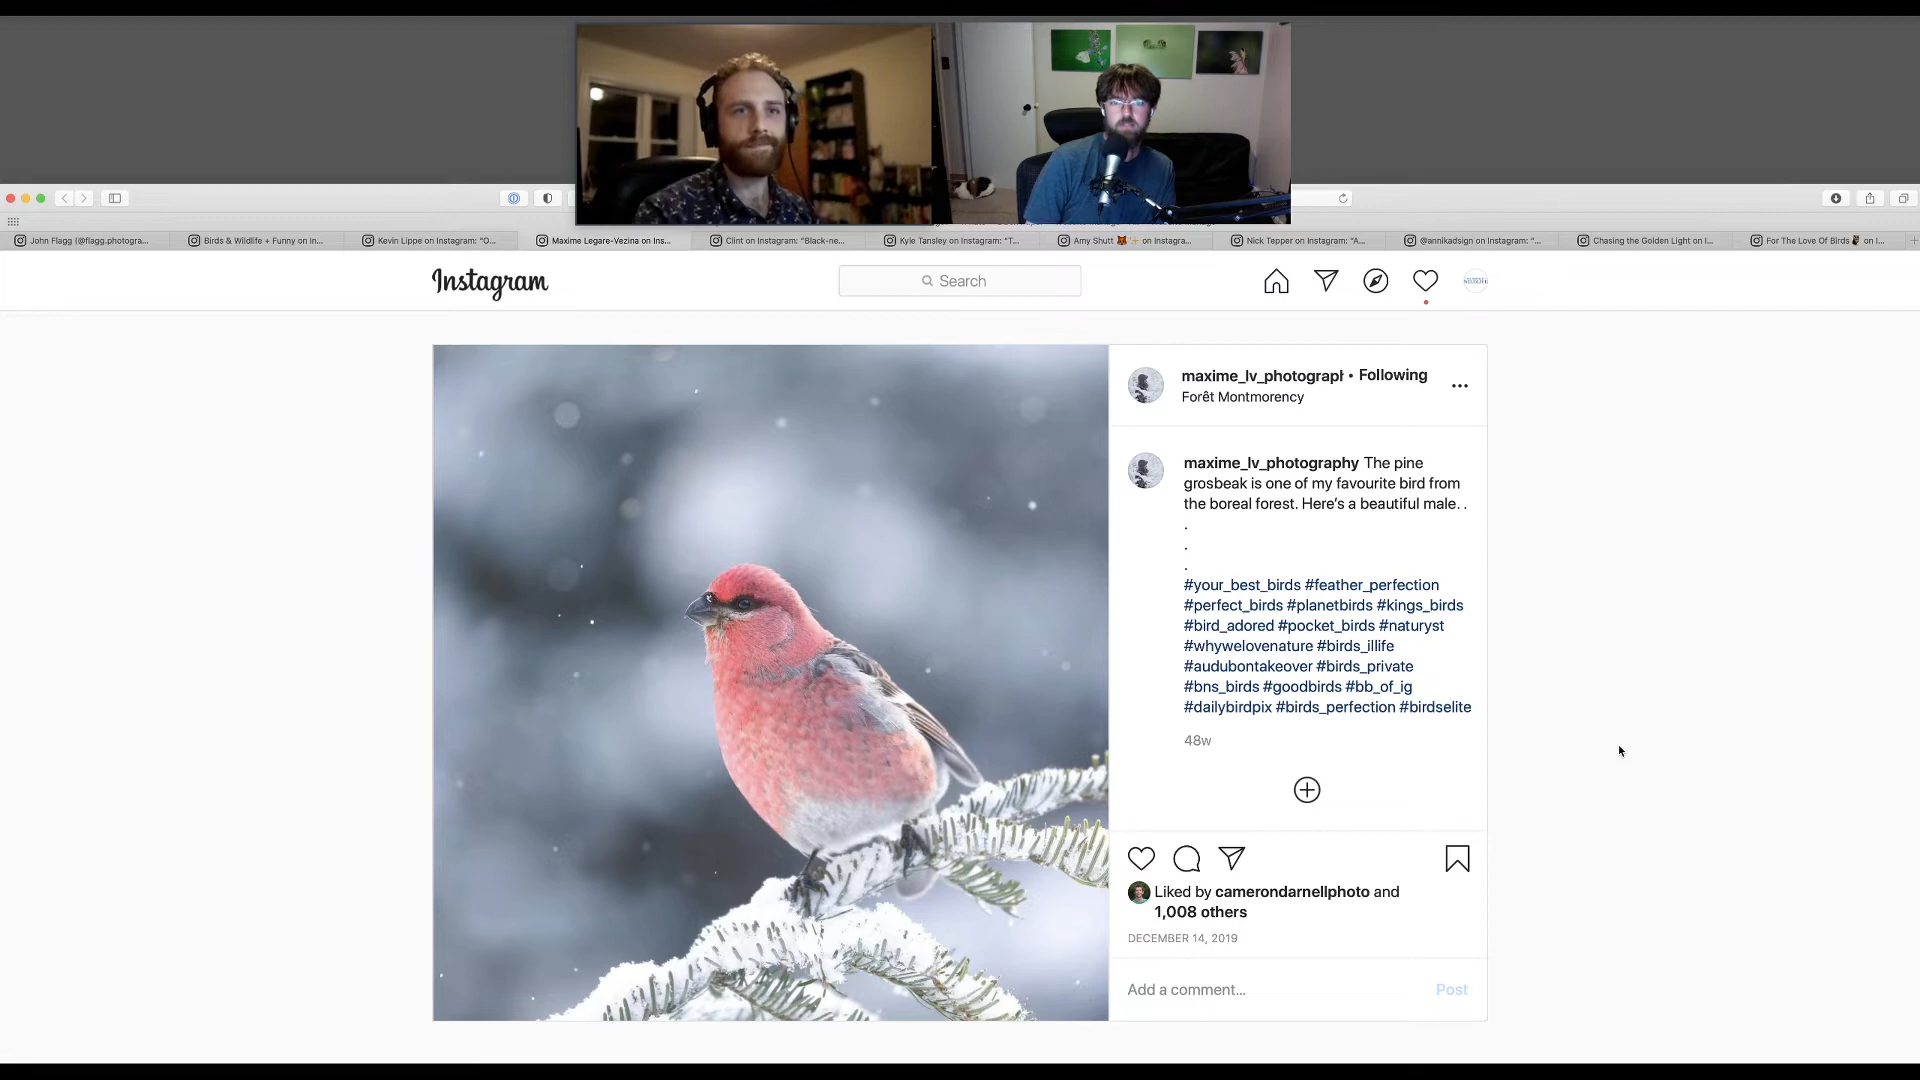 John Flagg (@flagg.photogra...
Birds & Wildlife + Funny on In...
Kevin Lippe on Instagram: “O...
Maxime Legare-Vezina on Ins...
Clint on Instagram: “Black-ne...
Kyle Tansley on Instagram: “T...
Amy Shutt 🦊✨ on Instagra...
Nick Tepper on Instagram: “A...
@annikadsign on Instagram: “...
Chasing the Golden Light on I...
For The Love Of Birds 🦉 on I...
Instagram
Search
maxime_lv_photograph • Following
Forêt Montmorency
maxime_lv_photography The pine
grosbeak is one of my favourite bird from
the boreal forest. Here’s a beautiful male. .
.
.
.
#your_best_birds #feather_perfection
#perfect_birds #planetbirds #kings_birds
#bird_adored #pocket_birds #naturyst
#whywelovenature #birds_illife
#audubontakeover #birds_private
#bns_birds #goodbirds #bb_of_ig
#dailybirdpix #birds_perfection #birdselite
48w
Liked by camerondarnellphoto and
1,008 others
DECEMBER 14, 2019
Add a comment...
Post